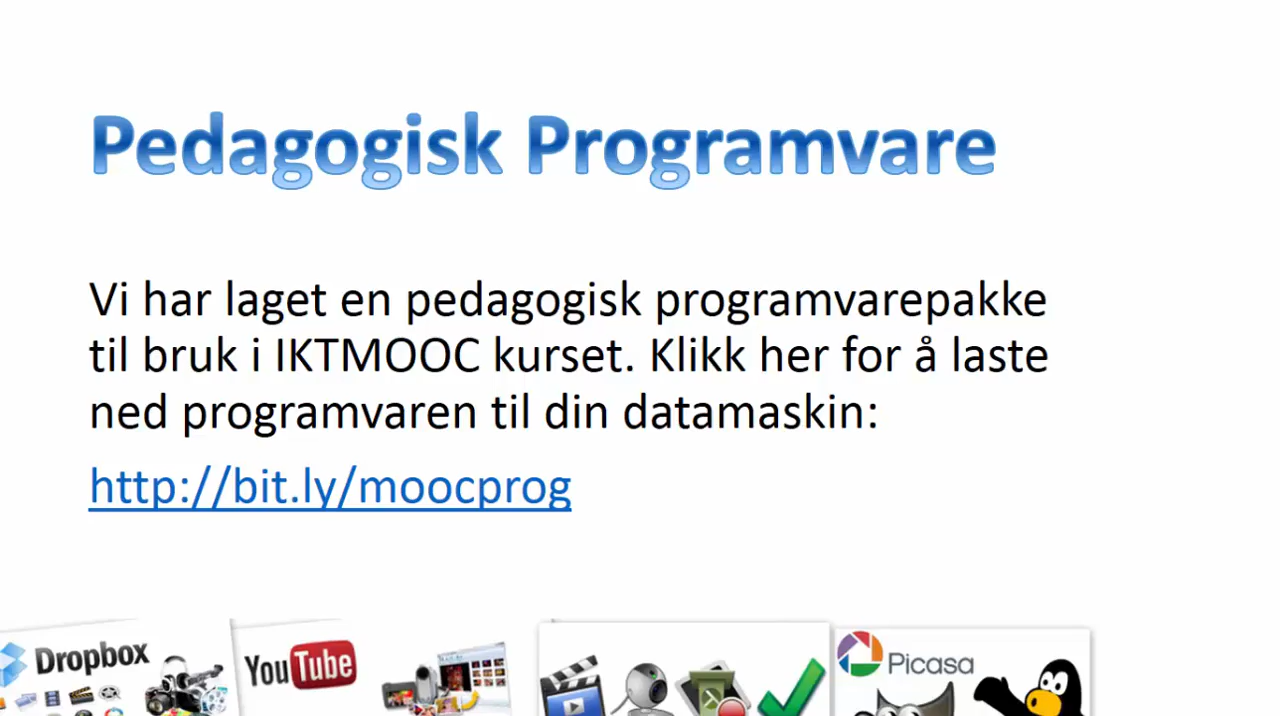 Pedagogisk Programvare
Vi har laget en pedagogisk programvarepakke
til bruk i IKTMOOC kurset. Klikk her for å laste
ned programvaren til din datamaskin:
http://bit.ly/moocprog
Dropbox
YouTube
Picasa